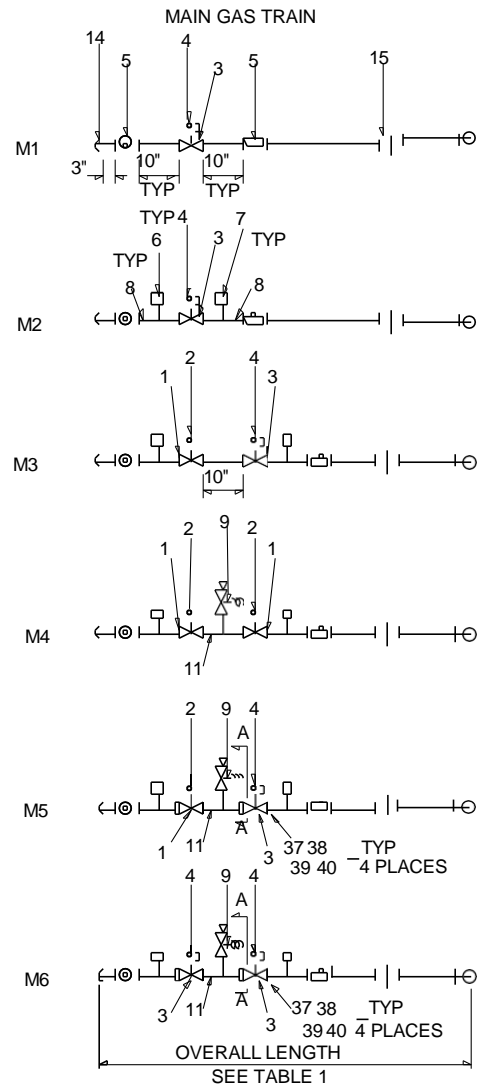 MAIN GAS TRAIN
14 5 4 3 5 15
M1
3" 10" 10"
TYP TYP
TYP 4 7
6 3 TYP
TYP
8 8
M2
2 4
1 3
M3
10"
9
2 2
1 1
M4
11
2 9 4
A
M5
A
1 11 3 37 38 TYP
39 40 4 PLACES
4 9 4
A
M6
A
3 11 3 37 38 TYP
39 40 4 PLACES
OVERALL LENGTH
SEE TABLE 1